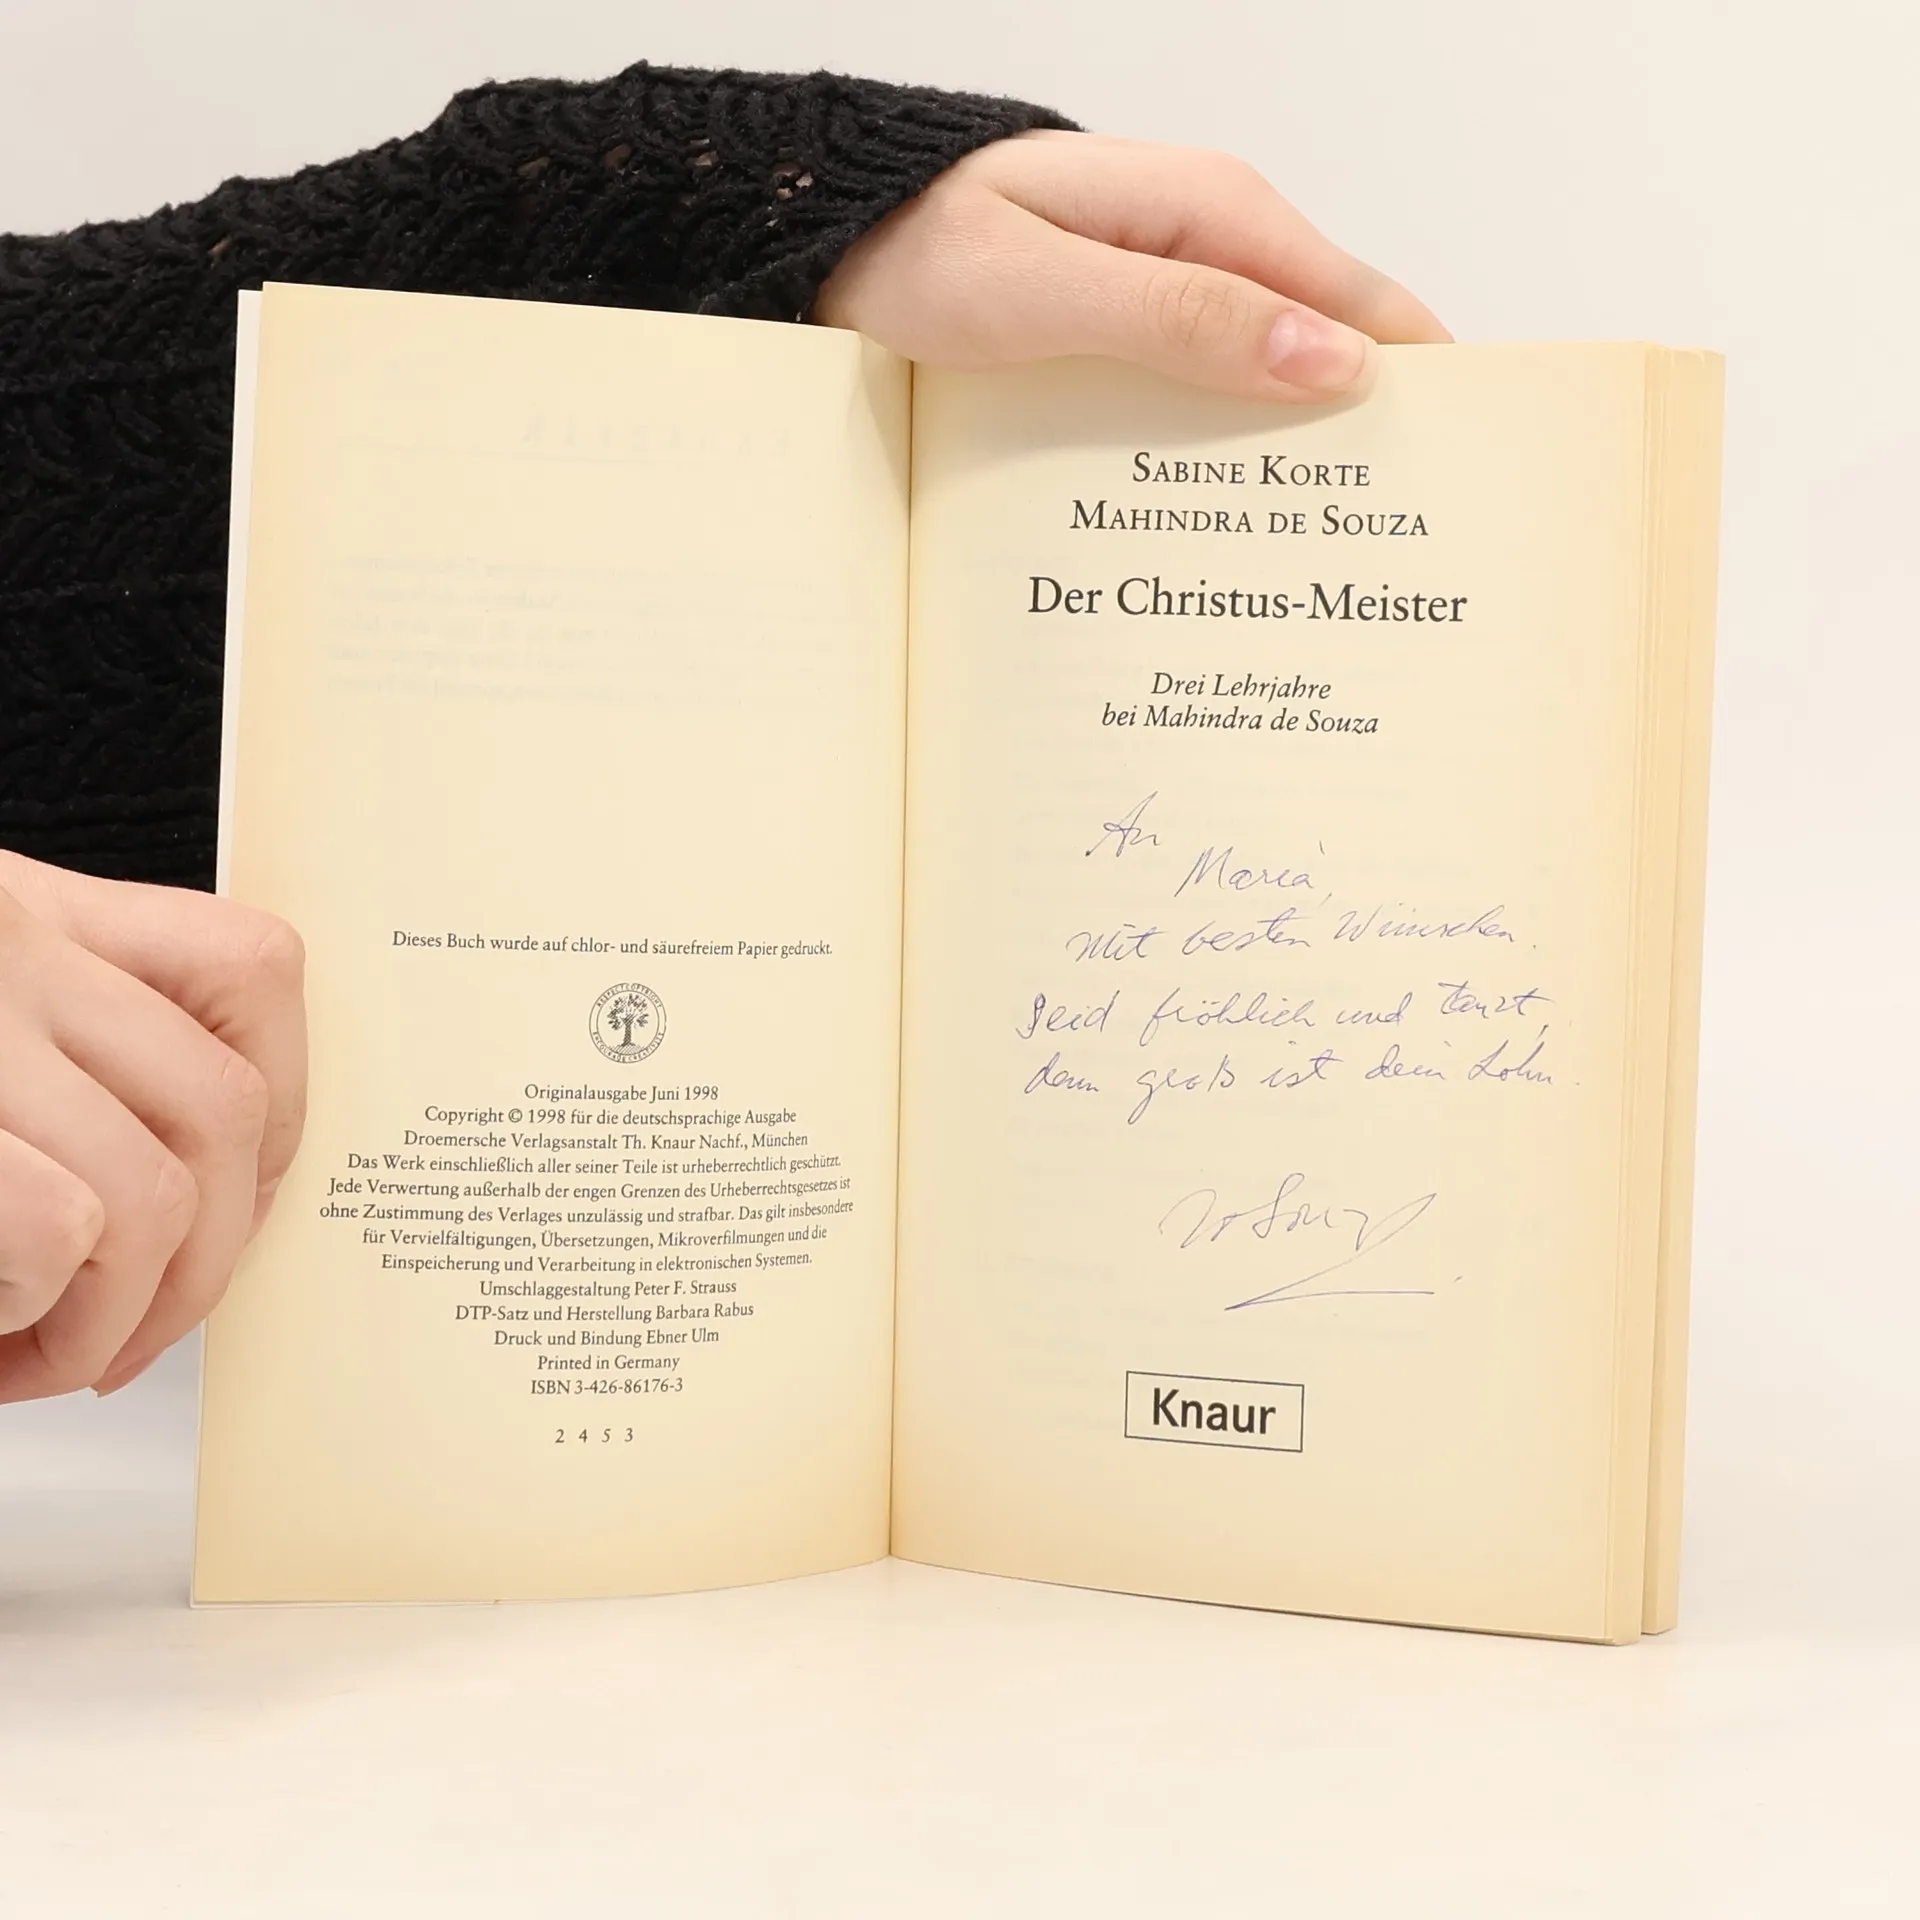 Dieses Buch wurde auf chlor- und säurefreiem Papier gedruckt.
RESPECT COPYRIGHT
ENCOURAGE CREATIVITY
Originalausgabe Juni 1998
Copyright © 1998 für die deutschsprachige Ausgabe
Droemersche Verlagsanstalt Th. Knaur Nachf., München
Das Werk einschließlich aller seiner Teile ist urheberrechtlich geschützt.
Jede Verwertung außerhalb der engen Grenzen des Urheberrechtsgesetzes ist
ohne Zustimmung des Verlages unzulässig und strafbar. Das gilt insbesondere
für Vervielfältigungen, Übersetzungen, Mikroverfilmungen und die
Einspeicherung und Verarbeitung in elektronischen Systemen.
Umschlaggestaltung Peter F. Strauss
DTP-Satz und Herstellung Barbara Rabus
Druck und Bindung Ebner Ulm
Printed in Germany
ISBN 3-426-86176-3
2 4 5 3
SABINE KORTE
MAHINDRA DE SOUZA
Der Christus-Meister
Drei Lehrjahre
bei Mahindra de Souza
An
Maria,
mit besten Wünschen.
Seid fröhlich und tanzt,
denn groß ist dein Lohn.
Knaur